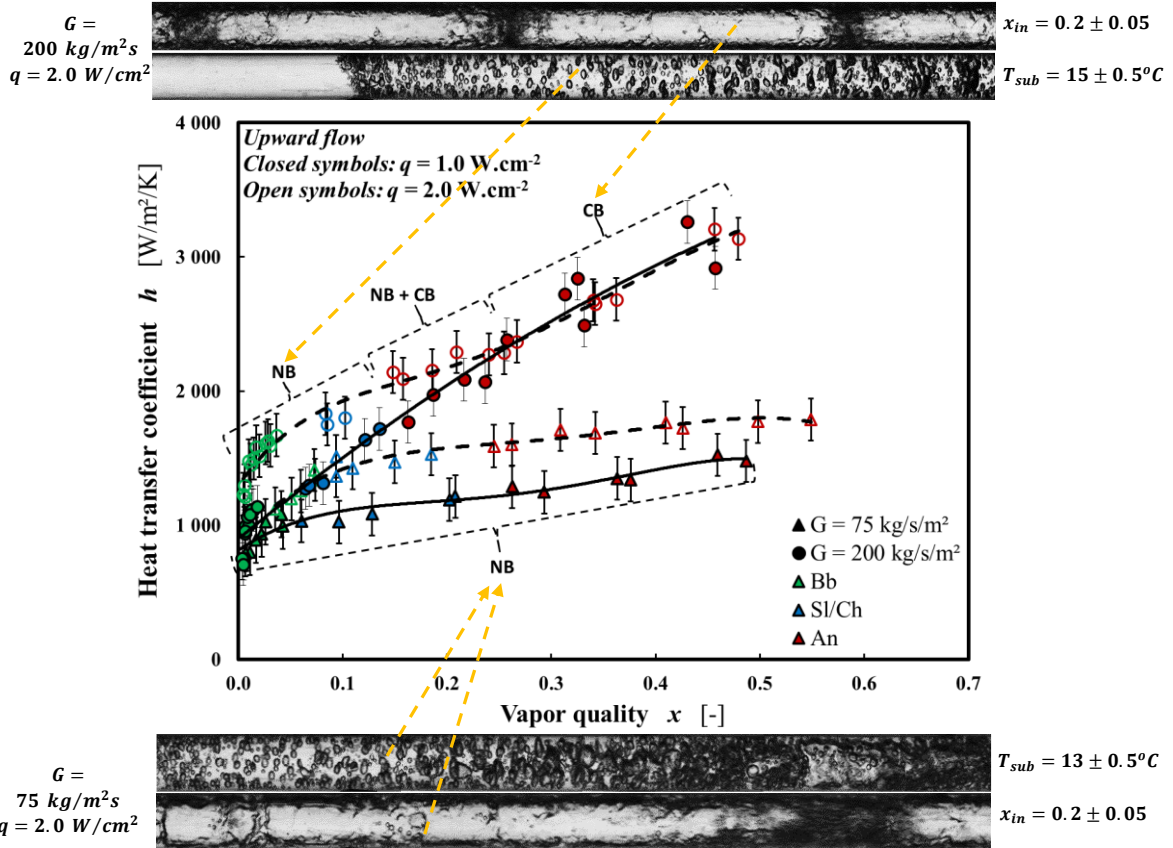 G =
200 kg/m²s
q = 2.0 W/cm²
x_in = 0.2 ± 0.05
T_sub = 15 ± 0.5°C
Upward flow
Closed symbols: q = 1.0 W.cm⁻²
Open symbols: q = 2.0 W.cm⁻²
4 000
3 000
2 000
1 000
0
Heat transfer coefficient h [W/m²/K]
CB
NB + CB
NB
NB
G = 75 kg/s/m²
G = 200 kg/s/m²
Bb
Sl/Ch
An
0.0 0.1 0.2 0.3 0.4 0.5 0.6 0.7
Vapor quality x [-]
G =
75 kg/m²s
q = 2.0 W/cm²
T_sub = 13 ± 0.5°C
x_in = 0.2 ± 0.05